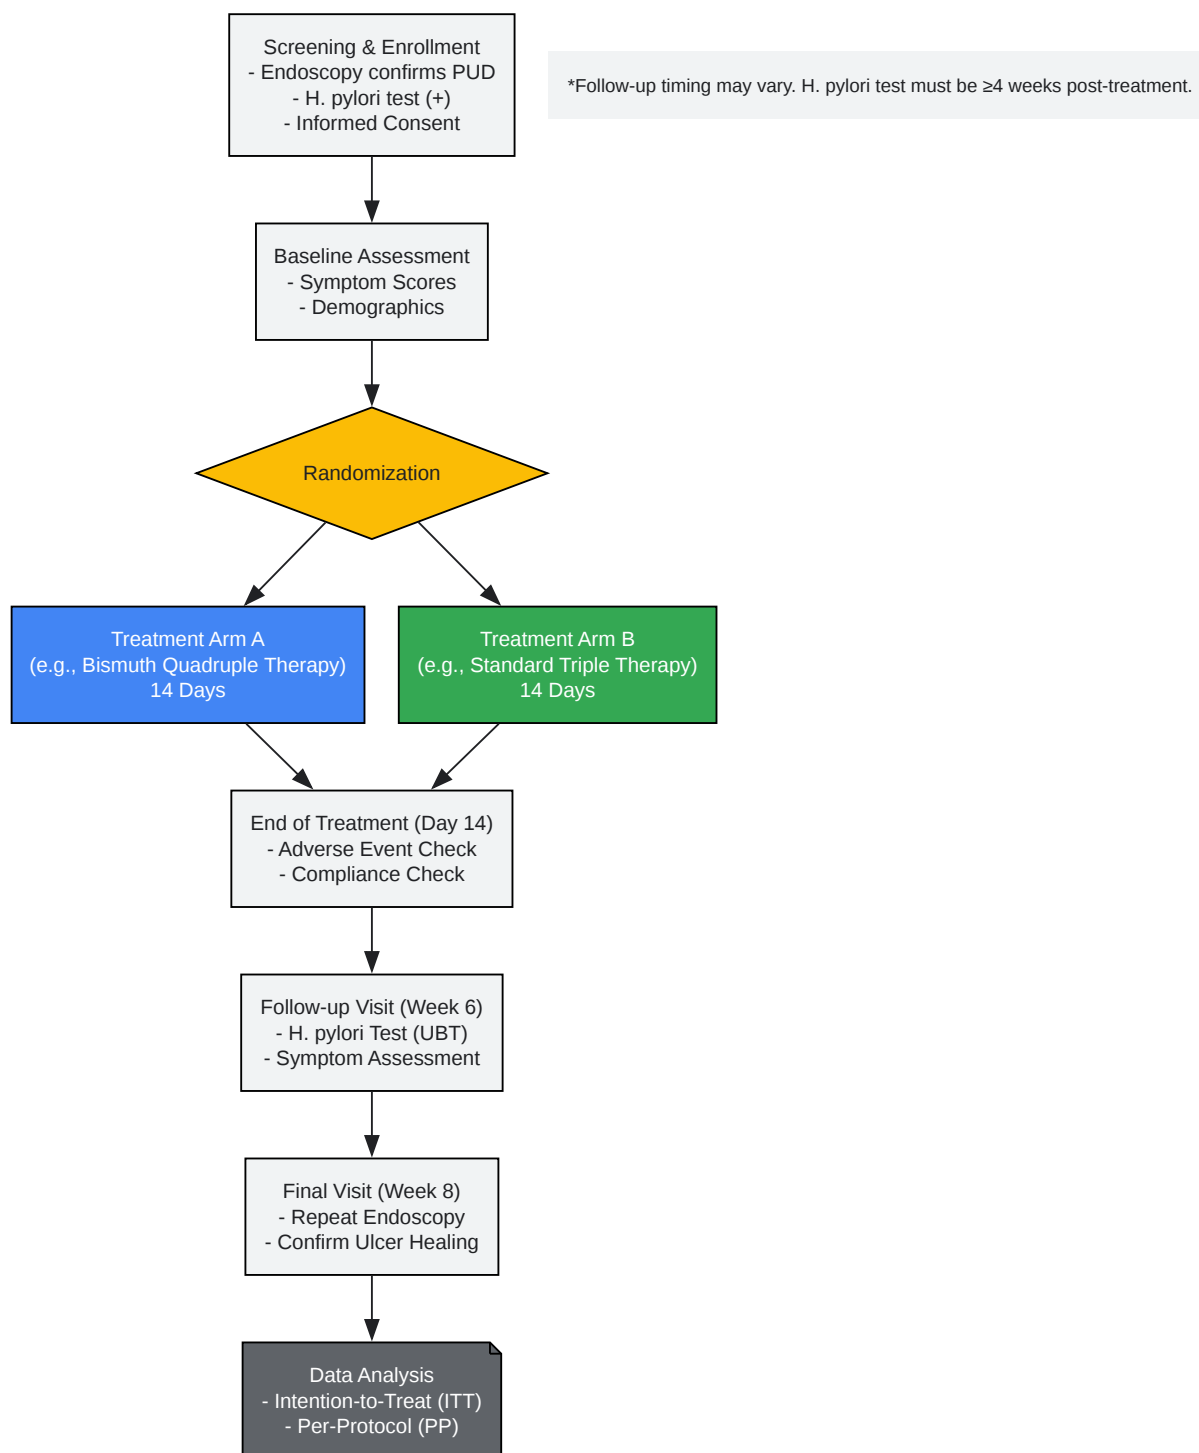 Screening & Enrollment
- Endoscopy confirms PUD
- H. pylori test (+)
- Informed Consent
*Follow-up timing may vary. H. pylori test must be ≥4 weeks post-treatment.
Baseline Assessment
- Symptom Scores
- Demographics
Randomization
Treatment Arm A
(e.g., Bismuth Quadruple Therapy)
14 Days
Treatment Arm B
(e.g., Standard Triple Therapy)
14 Days
End of Treatment (Day 14)
- Adverse Event Check
- Compliance Check
Follow-up Visit (Week 6)
- H. pylori Test (UBT)
- Symptom Assessment
Final Visit (Week 8)
- Repeat Endoscopy
- Confirm Ulcer Healing
Data Analysis
- Intention-to-Treat (ITT)
- Per-Protocol (PP)